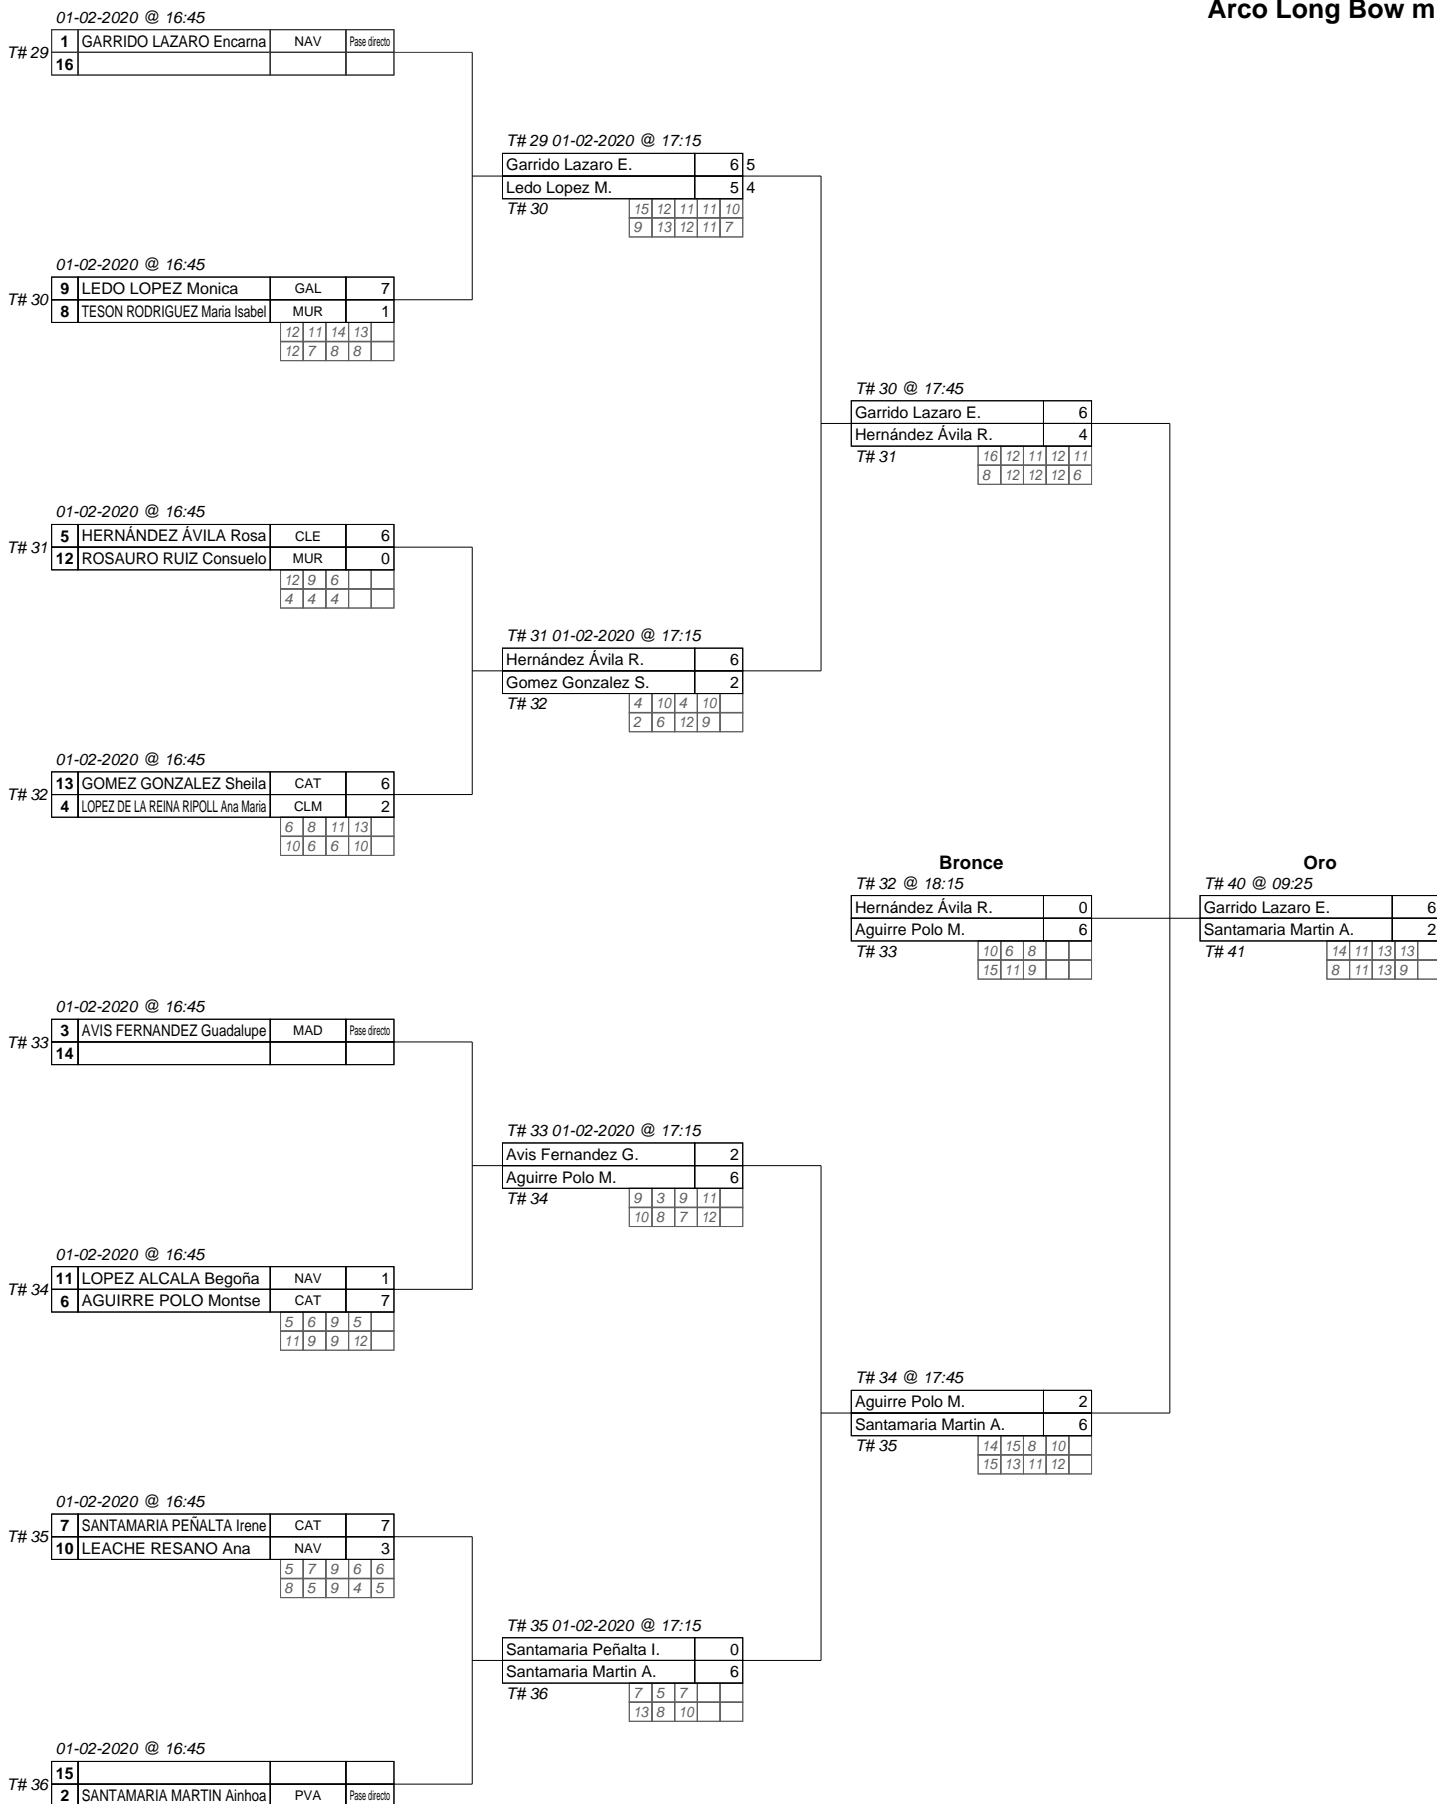 Arco Long Bow m
01-02-2020 @ 16:45
T# 29
1 GARRIDO LAZARO Encarna NAV Pase directo
16
T# 29 01-02-2020 @ 17:15
Garrido Lazaro E. 6 5
Ledo Lopez M. 5 4
T# 30 15 12 11 11 10
9 13 12 11 7
01-02-2020 @ 16:45
T# 30
9 LEDO LOPEZ Monica GAL 7
8 TESON RODRIGUEZ Maria Isabel MUR 1
12 11 14 13
12 7 8 8
T# 30 @ 17:45
Garrido Lazaro E. 6
Hernández Ávila R. 4
T# 31 16 12 11 12 11
8 12 12 12 6
01-02-2020 @ 16:45
T# 31
5 HERNÁNDEZ ÁVILA Rosa CLE 6
12 ROSAURO RUIZ Consuelo MUR 0
12 9 6
4 4 4
T# 31 01-02-2020 @ 17:15
Hernández Ávila R. 6
Gomez Gonzalez S. 2
T# 32 4 10 4 10
2 6 12 9
01-02-2020 @ 16:45
T# 32
13 GOMEZ GONZALEZ Sheila CAT 6
4 LOPEZ DE LA REINA RIPOLL Ana Maria CLM 2
6 8 11 13
10 6 6 10
Bronce
T# 32 @ 18:15
Hernández Ávila R. 0
Aguirre Polo M. 6
T# 33 10 6 8
15 11 9
Oro
T# 40 @ 09:25
Garrido Lazaro E. 6
Santamaria Martin A. 2
T# 41 14 11 13 13
8 11 13 9
01-02-2020 @ 16:45
T# 33
3 AVIS FERNANDEZ Guadalupe MAD Pase directo
14
T# 33 01-02-2020 @ 17:15
Avis Fernandez G. 2
Aguirre Polo M. 6
T# 34 9 3 9 11
10 8 7 12
01-02-2020 @ 16:45
T# 34
11 LOPEZ ALCALA Begoña NAV 1
6 AGUIRRE POLO Montse CAT 7
5 6 9 5
11 9 9 12
T# 34 @ 17:45
Aguirre Polo M. 2
Santamaria Martin A. 6
T# 35 14 15 8 10
15 13 11 12
01-02-2020 @ 16:45
T# 35
7 SANTAMARIA PEÑALTA Irene CAT 7
10 LEACHE RESANO Ana NAV 3
5 7 9 6 6
8 5 9 4 5
T# 35 01-02-2020 @ 17:15
Santamaria Peñalta I. 0
Santamaria Martin A. 6
T# 36 7 5 7
13 8 10
01-02-2020 @ 16:45
T# 36
15
2 SANTAMARIA MARTIN Ainhoa PVA Pase directo